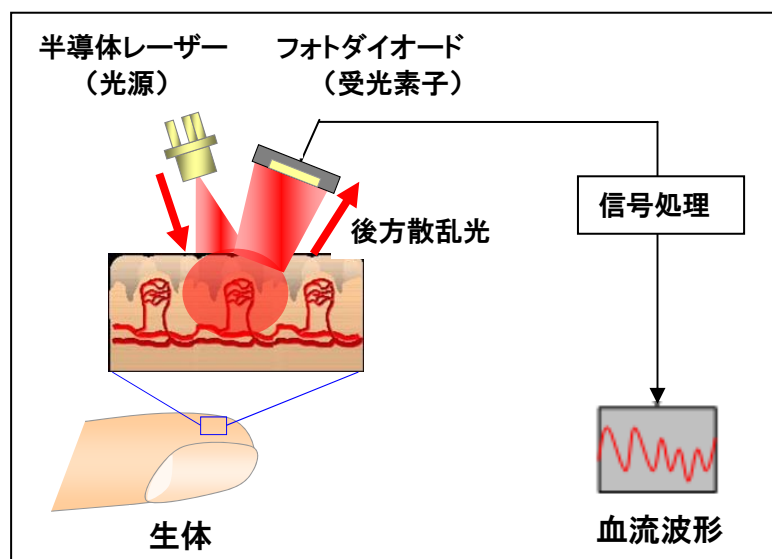 半導体レーザー
（光源）
フォトダイオード
（受光素子）
信号処理
後方散乱光
生体
血流波形